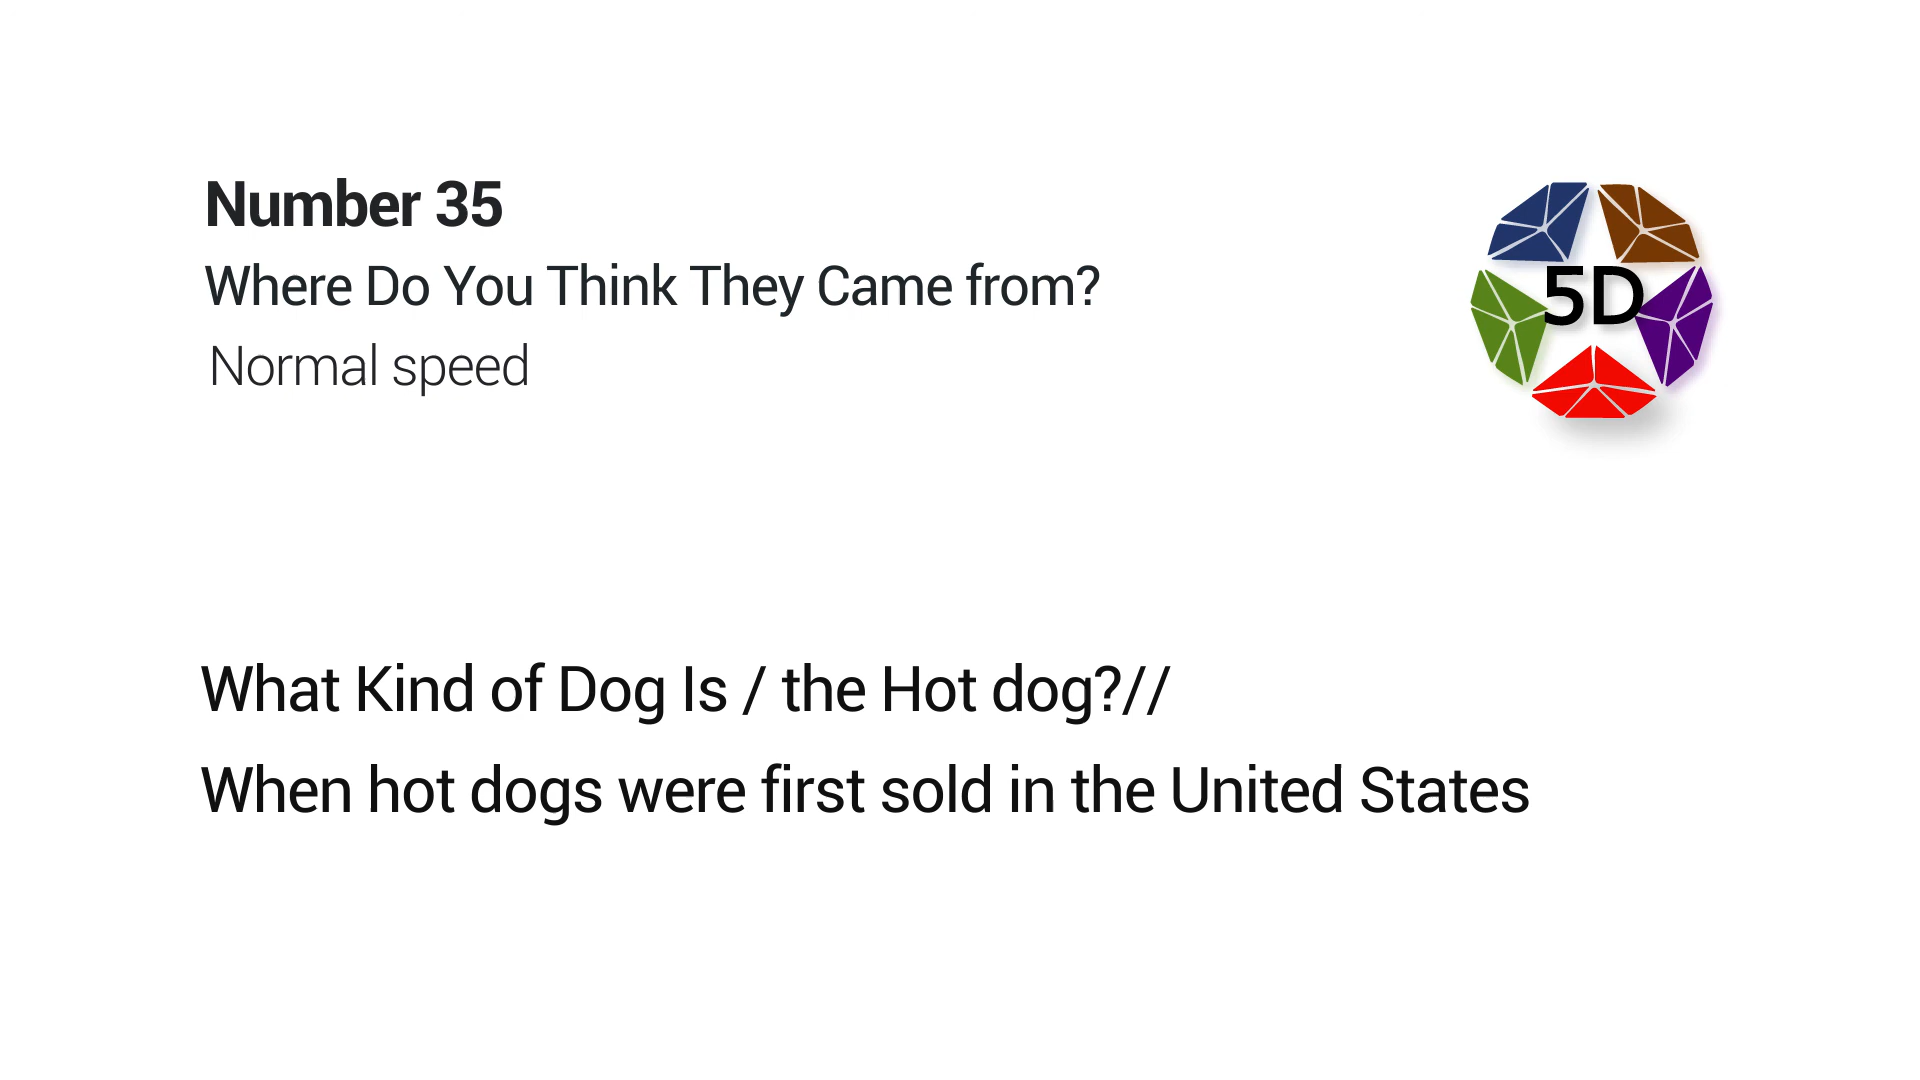 Number 35
Where Do You Think They Came from?
Normal speed
5D
What Kind of Dog Is / the Hot dog?//
When hot dogs were first sold in the United States